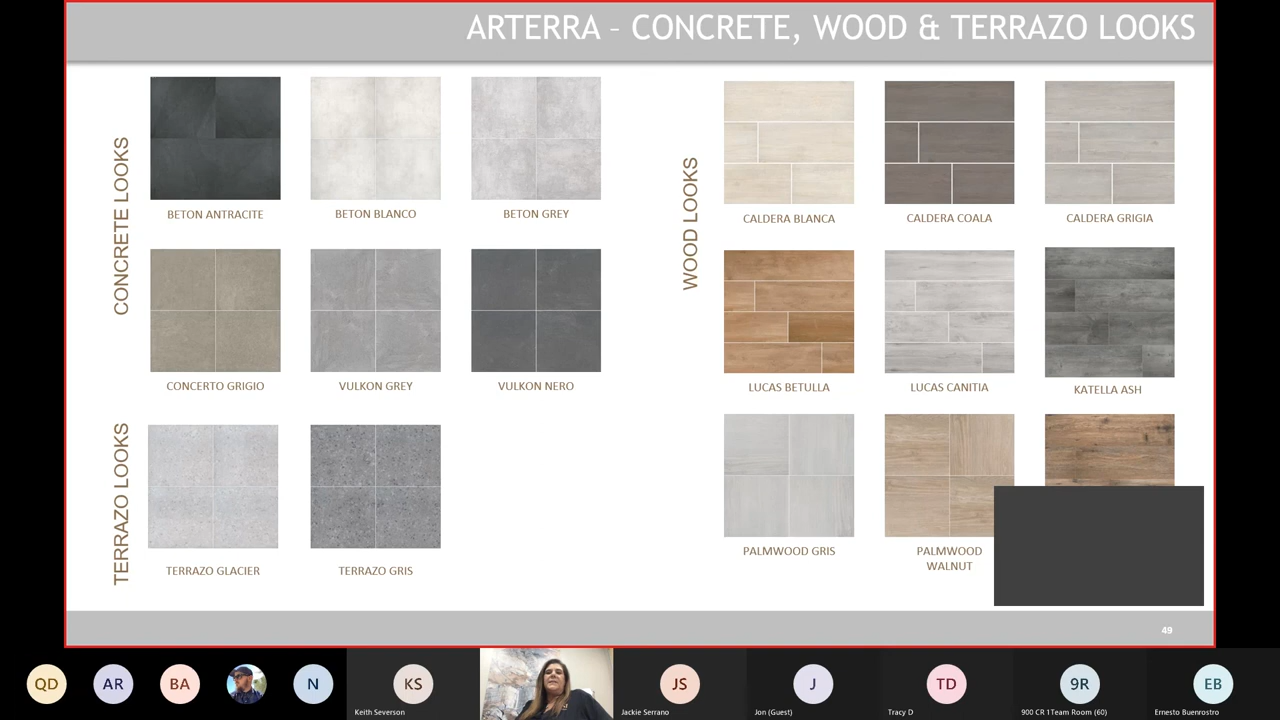 ARTERRA - CONCRETE, WOOD & TERRAZO LOOKS
CONCRETE LOOKS
BETON ANTRACITE
BETON BLANCO
BETON GREY
CONCERTO GRIGIO
VULKON GREY
VULKON NERO
TERRAZO LOOKS
TERRAZO GLACIER
TERRAZO GRIS
WOOD LOOKS
CALDERA BLANCA
CALDERA COALA
CALDERA GRIGIA
LUCAS BETULLA
LUCAS CANITIA
KATELLA ASH
PALMWOOD GRIS
PALMWOOD
WALNUT
49
QD
AR
BA
N
KS
Keith Severson
JS
Jackie Serrano
J
Jon (Guest)
TD
Tracy D
9R
900 CR 1Team Room (60)
EB
Ernesto Buenrostro